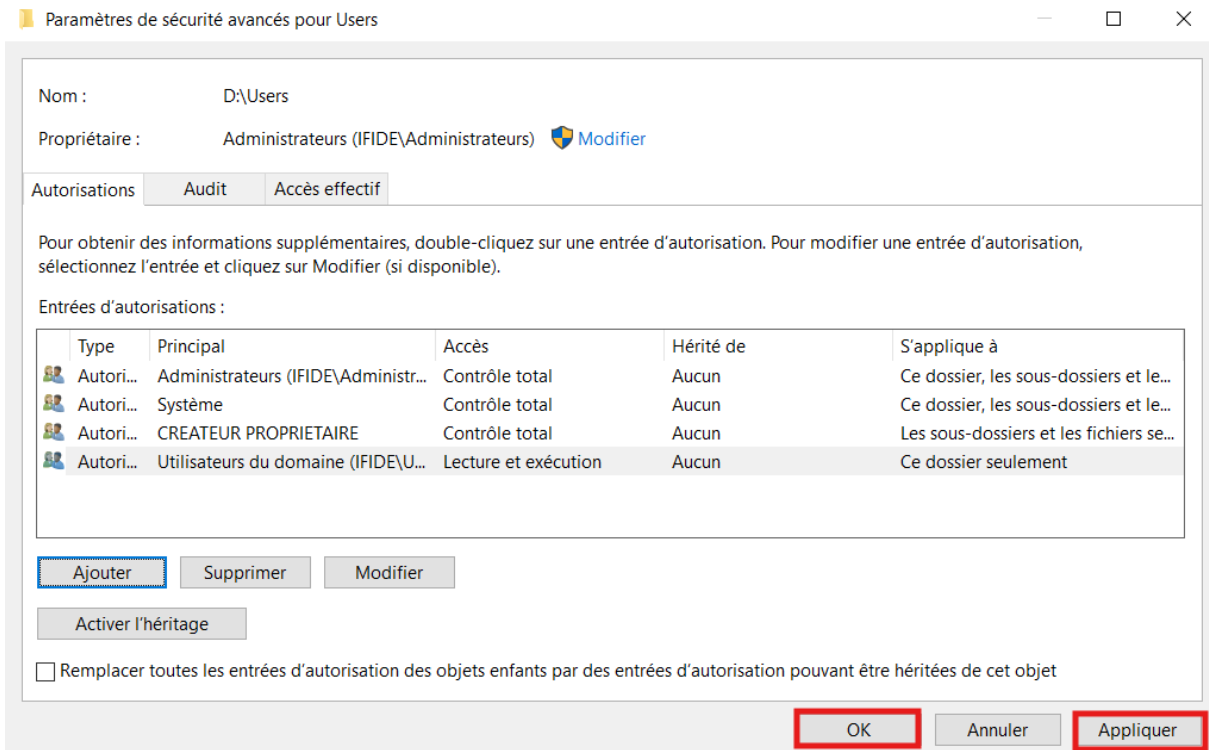 Paramètres de sécurité avancés pour Users
Nom : D:\Users
Propriétaire : Administrateurs (IFIDE\Administrateurs) Modifier
Autorisations Audit Accès effectif
Pour obtenir des informations supplémentaires, double-cliquez sur une entrée d'autorisation. Pour modifier une entrée d'autorisation,
sélectionnez l'entrée et cliquez sur Modifier (si disponible).
Entrées d'autorisations :
Type Principal Accès Hérité de S'applique à
Autori... Administrateurs (IFIDE\Administr... Contrôle total Aucun Ce dossier, les sous-dossiers et le...
Autori... Système Contrôle total Aucun Ce dossier, les sous-dossiers et le...
Autori... CREATEUR PROPRIETAIRE Contrôle total Aucun Les sous-dossiers et les fichiers se...
Autori... Utilisateurs du domaine (IFIDE\U... Lecture et exécution Aucun Ce dossier seulement
Ajouter Supprimer Modifier
Activer l'héritage
Remplacer toutes les entrées d'autorisation des objets enfants par des entrées d'autorisation pouvant être héritées de cet objet
OK Annuler Appliquer